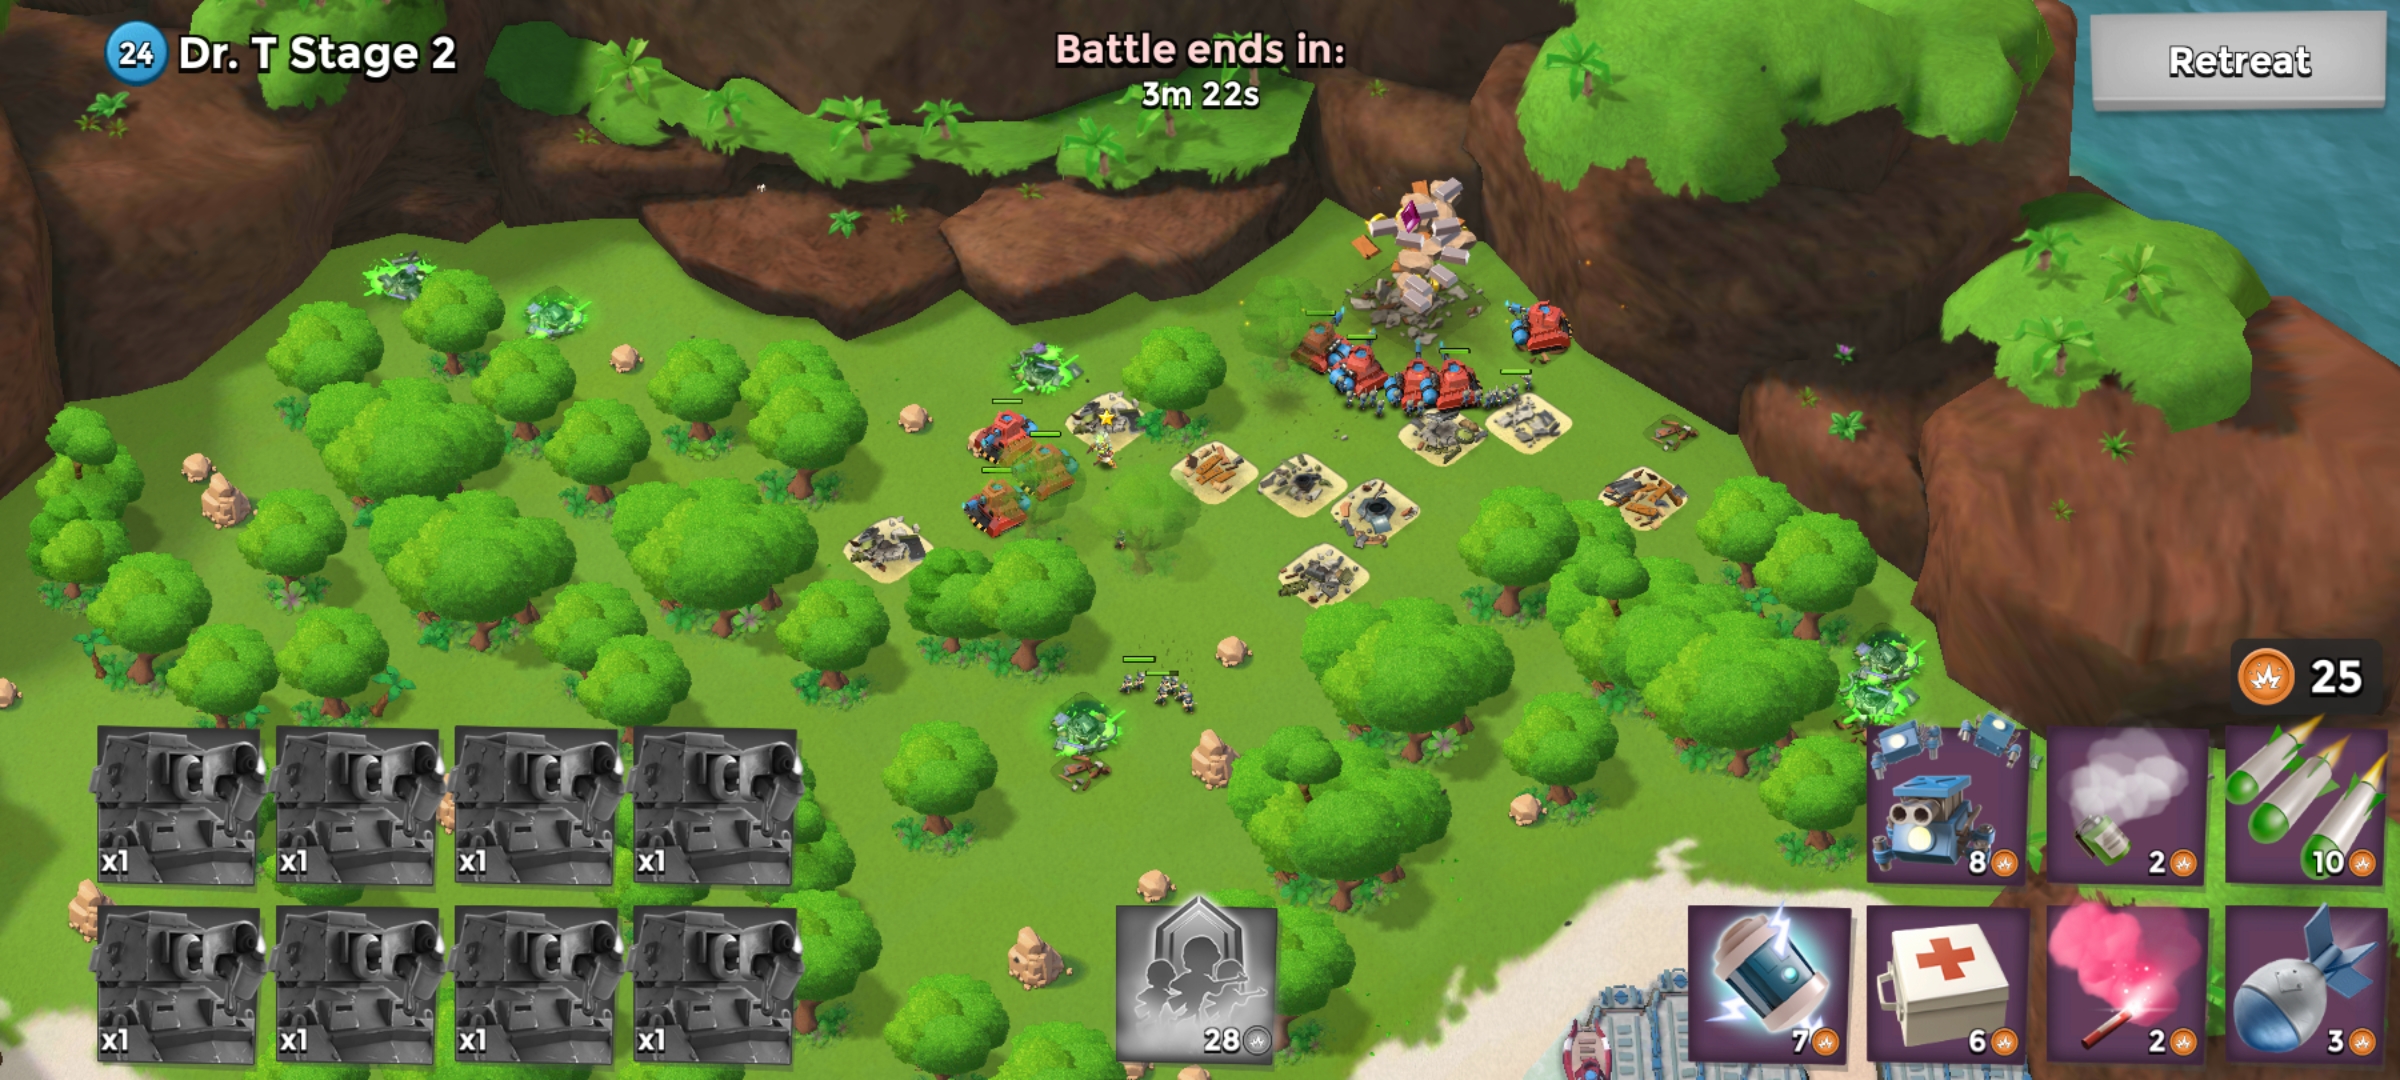 24 Dr. T Stage 2
Battle ends in:
3m 22s
Retreat
25
x1 x1 x1 x1
8 2 10
x1 x1 x1 x1
28
7 6 2 3